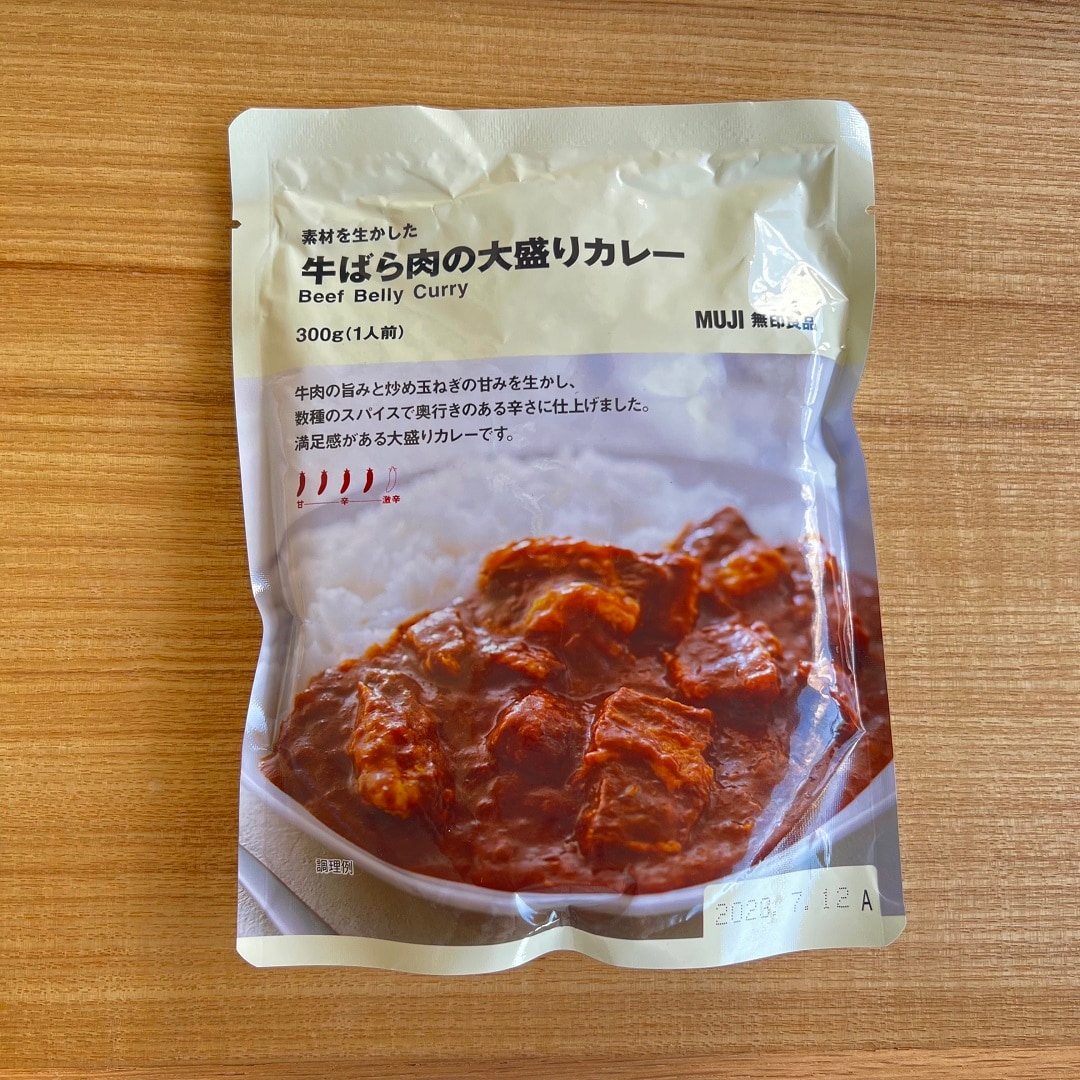 素材を生かした
牛ばら肉の大盛りカレー
Beef Belly Curry
300g(1人前)
MUJI 無印良品
牛肉の旨みと炒め玉ねぎの甘みを生かし、
数種のスパイスで奥行きのある辛さに仕上げました。
満足感がある大盛りカレーです。
甘 辛 激辛
調理例
2028. 7. 12 A